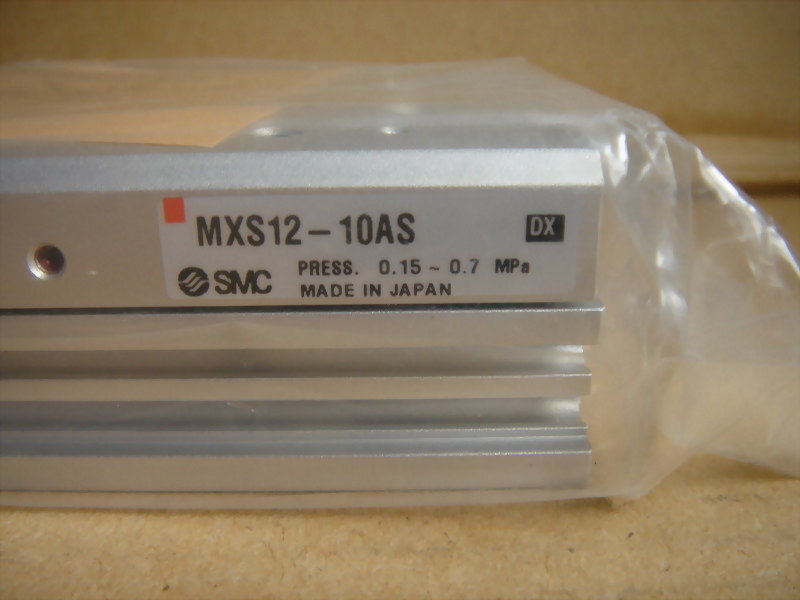 MXS12-10AS DX
SMC PRESS. 0.15 ~ 0.7 MPa
MADE IN JAPAN